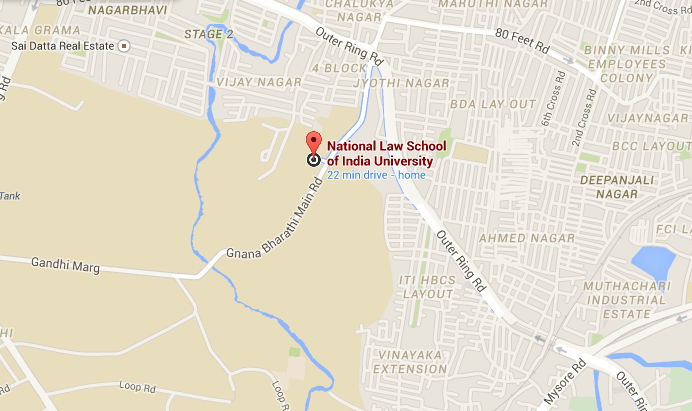 80 Feet
NAGARBHAVI
KALA GRAMA
Sai Datta Real Estate
STAGE 2
CHALUKYA
NAGAR
MARUTHI NAGAR
Outer Ring Rd
80 Feet Rd
2nd Cross Rd
BINNY MILLS
EMPLOYEES
COLONY
4 BLOCK
VIJAY NAGAR
JYOTHI NAGAR
BDA LAY OUT
6th Cross Rd
2nd Cross Rd
VIJAYNAGAR
BCC LAYOUT
National Law School
of India University
22 min drive - home
DEEPANJALI
NAGAR
Tank
Gnana Bharathi Main Rd
Gandhi Marg
Outer Ring Rd
AHMED NAGAR
FCI LA
ITI HBCS
LAYOUT
MUTHACHARI
INDUSTRIAL
ESTATE
VINAYAKA
EXTENSION
Mysore Rd
HI
Loop Rd
Loop Rd